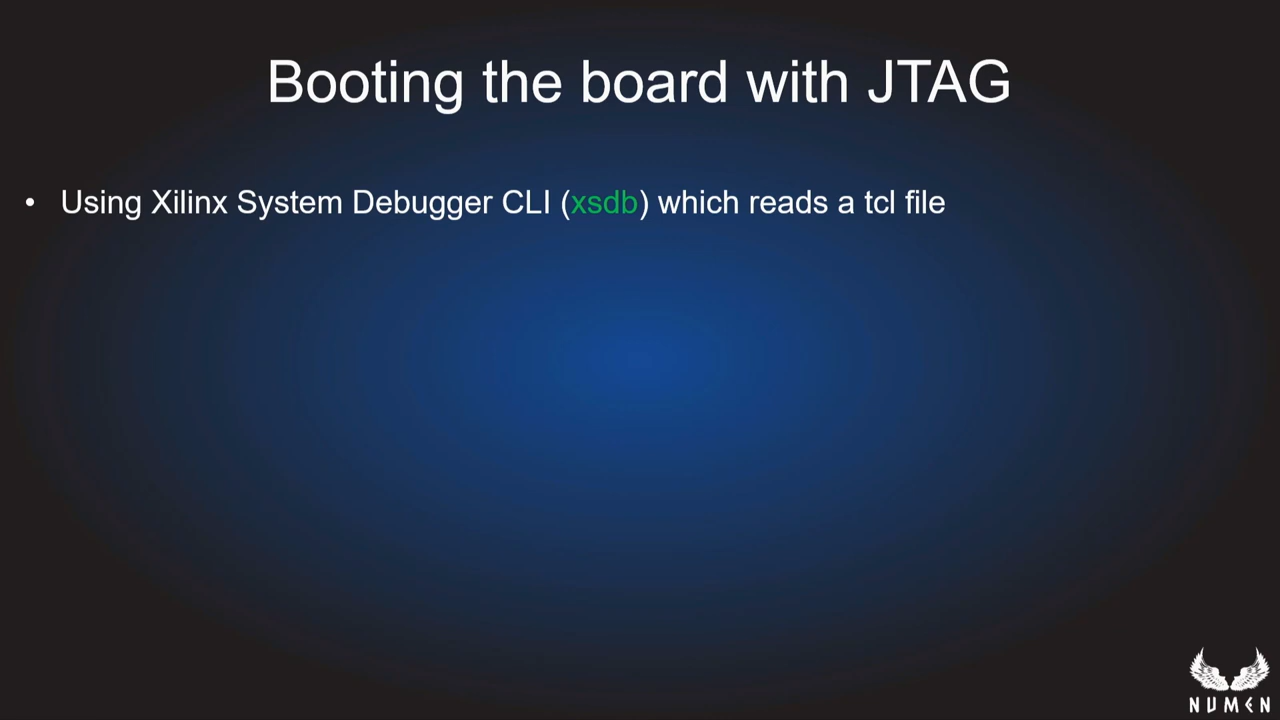 Booting the board with JTAG
• Using Xilinx System Debugger CLI (xsdb) which reads a tcl file
NUMEN